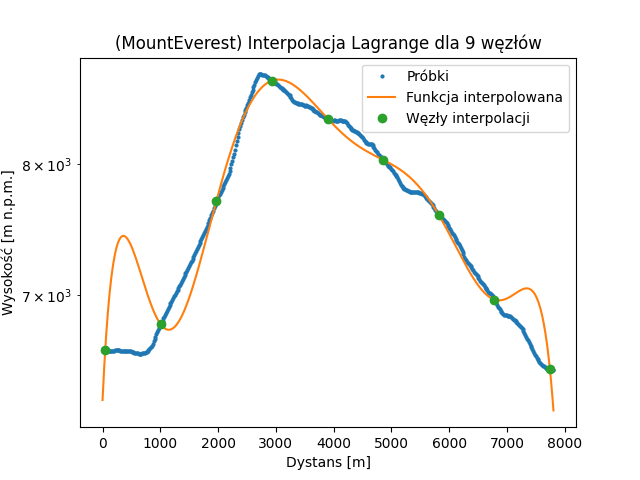 (MountEverest) Interpolacja Lagrange dla 9 węzłów
Próbki
Funkcja interpolowana
Węzły interpolacji
Wysokość [m n.p.m.]
8 × 10³
7 × 10³
0 1000 2000 3000 4000 5000 6000 7000 8000
Dystans [m]